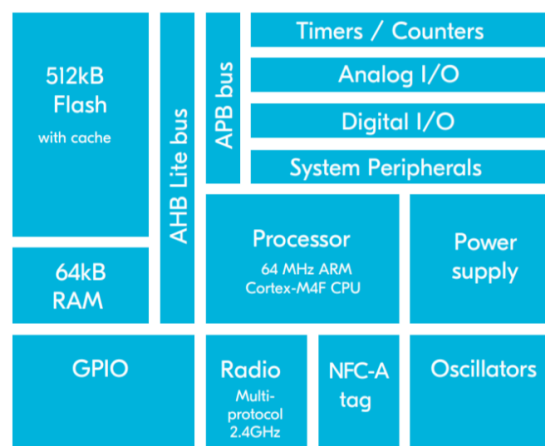 512kB
Flash
with cache
64kB
RAM
AHB Lite bus
APB bus
Timers / Counters
Analog I/O
Digital I/O
System Peripherals
Processor
64 MHz ARM
Cortex-M4F CPU
Power
supply
GPIO
Radio
Multi-
protocol
2.4GHz
NFC-A
tag
Oscillators